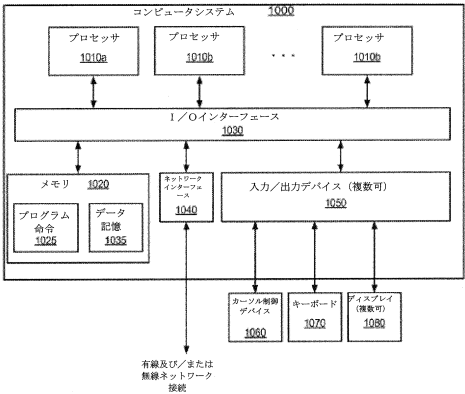 コンピュータシステム 1000
プロセッサ
1010a
プロセッサ
1010b
. . .
プロセッサ
1010b
I/Oインターフェース
1030
メモリ 1020
プログラム
命令
1025
データ
記憶
1035
ネットワーク
インターフェ
ース
1040
入力/出力デバイス(複数可)
1050
カーソル制御
デバイス
1060
キーボード
1070
ディスプレイ
(複数可)
1080
有線及び/または
無線ネットワーク
接続